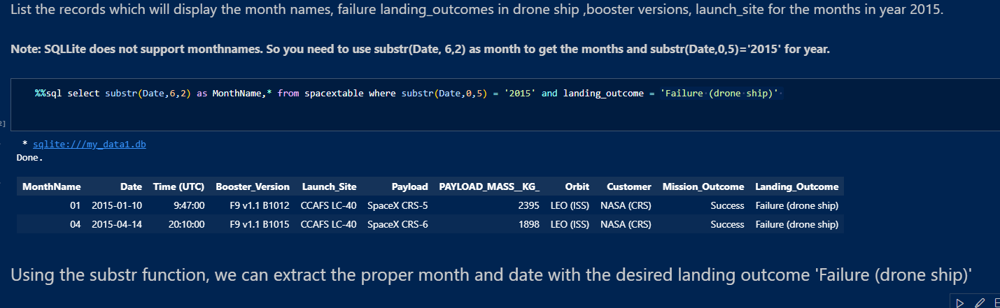 List the records which will display the month names, failure landing_outcomes in drone ship ,booster versions, launch_site for the months in year 2015.
Note: SQLLite does not support monthnames. So you need to use substr(Date, 6,2) as month to get the months and substr(Date,0,5)='2015' for year.
%%sql select substr(Date,6,2) as MonthName,* from spacextable where substr(Date,0,5) = '2015' and landing_outcome = 'Failure (drone ship)'
2]
* sqlite:///my_data1.db
Done.
MonthName Date Time (UTC) Booster_Version Launch_Site Payload PAYLOAD_MASS__KG_ Orbit Customer Mission_Outcome Landing_Outcome
01 2015-01-10 9:47:00 F9 v1.1 B1012 CCAFS LC-40 SpaceX CRS-5 2395 LEO (ISS) NASA (CRS) Success Failure (drone ship)
04 2015-04-14 20:10:00 F9 v1.1 B1015 CCAFS LC-40 SpaceX CRS-6 1898 LEO (ISS) NASA (CRS) Success Failure (drone ship)
Using the substr function, we can extract the proper month and date with the desired landing outcome 'Failure (drone ship)'